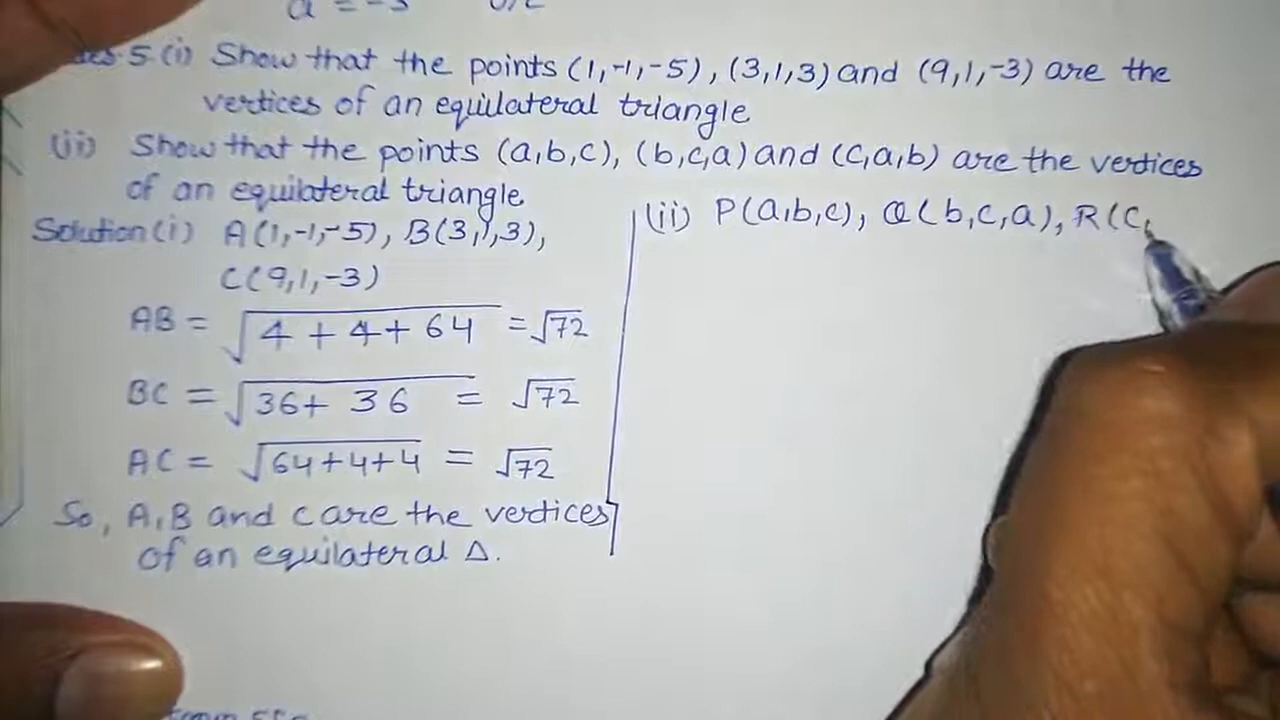 a = -3
5 (i) Show that the points (1,-1,-5), (3,1,3) and (9,1,-3) are the
vertices of an equilateral triangle
(ii) Show that the points (a,b,c), (b,c,a) and (c,a,b) are the vertices
of an equilateral triangle
Solution (i) A(1,-1,-5), B(3,1,3),
C(9,1,-3)
AB = √4 + 4 + 64 = √72
BC = √36+ 36 = √72
AC = √64+4+4 = √72
So, A,B and C are the vertices
of an equilateral Δ.
(ii) P(a,b,c), Q(b,c,a), R(c,